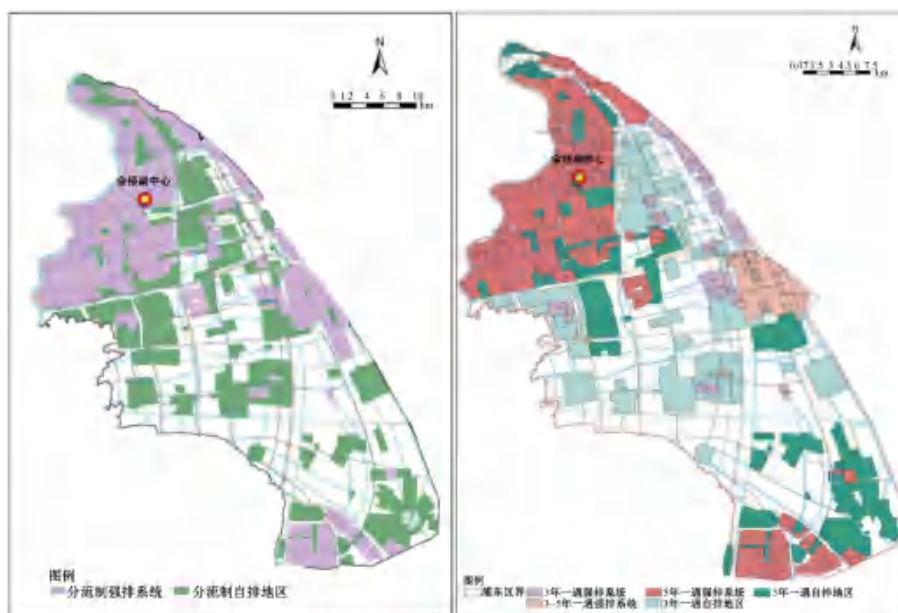 N
金桥副中心
km
图例
分流制强排系统 分流制自排地区
N
金桥副中心
km
图例
浦东区界 3年一遇强排系统 5年一遇强排系统 5年一遇自排地区
3~5年一遇强排系统 3年一遇自排地区